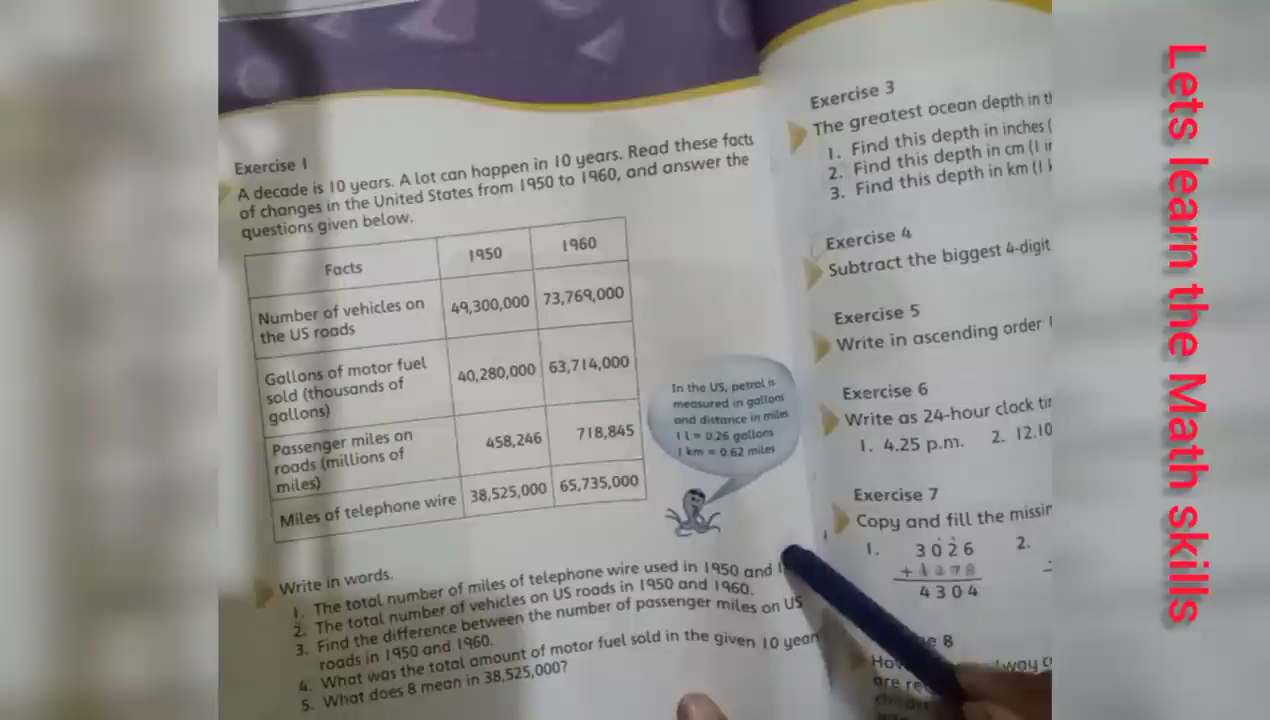 Exercise 1
A decade is 10 years. A lot can happen in 10 years. Read these facts
of changes in the United States from 1950 to 1960, and answer the
questions given below.
Facts 1950 1960
Number of vehicles on
the US roads 49,300,000 73,769,000
Gallons of motor fuel
sold (thousands of
gallons) 40,280,000 63,714,000
Passenger miles on
roads (millions of
miles) 458,246 718,845
Miles of telephone wire 38,525,000 65,735,000
In the US, petrol is
measured in gallons
and distance in miles
1 l = 0.26 gallons
1 km = 0.62 miles
Write in words.
1. The total number of miles of telephone wire used in 1950 and
2. The total number of vehicles on US roads in 1950 and 1960.
3. Find the difference between the number of passenger miles on US
roads in 1950 and 1960.
4. What was the total amount of motor fuel sold in the given 10 year
5. What does 8 mean in 38,525,000?
Exercise 3
The greatest ocean depth in
1. Find this depth in inches (
2. Find this depth in cm (1
3. Find this depth in km (1
Exercise 4
Subtract the biggest 4-digit
Exercise 5
Write in ascending order
Exercise 6
Write as 24-hour clock
1. 4.25 p.m. 2. 12.10
Exercise 7
Copy and fill the
1. 3026 2.
+1278
4304
8
are
Lets learn the Math skills